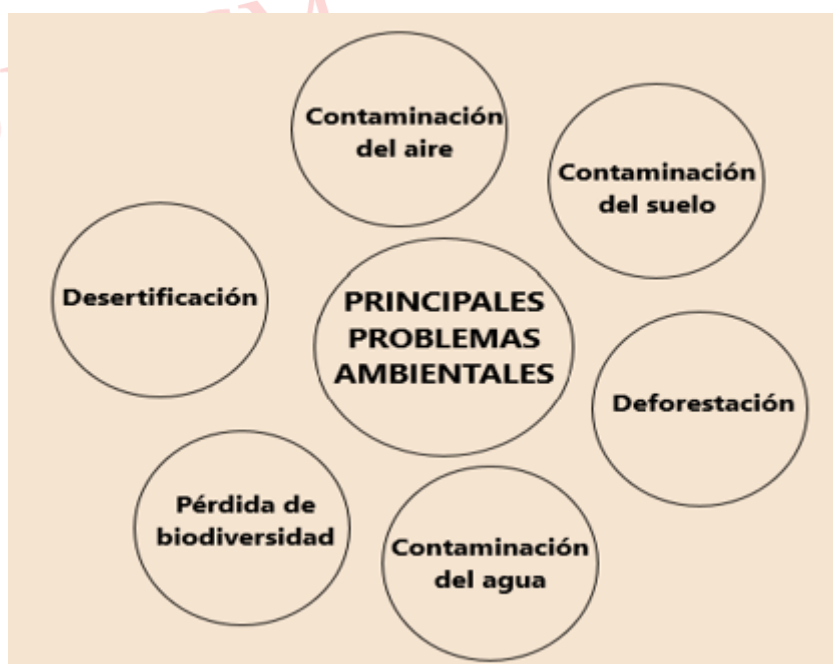 Contaminación
del aire
Contaminación
del suelo
Desertificación
PRINCIPALES
PROBLEMAS
AMBIENTALES
Deforestación
Pérdida de
biodiversidad
Contaminación
del agua